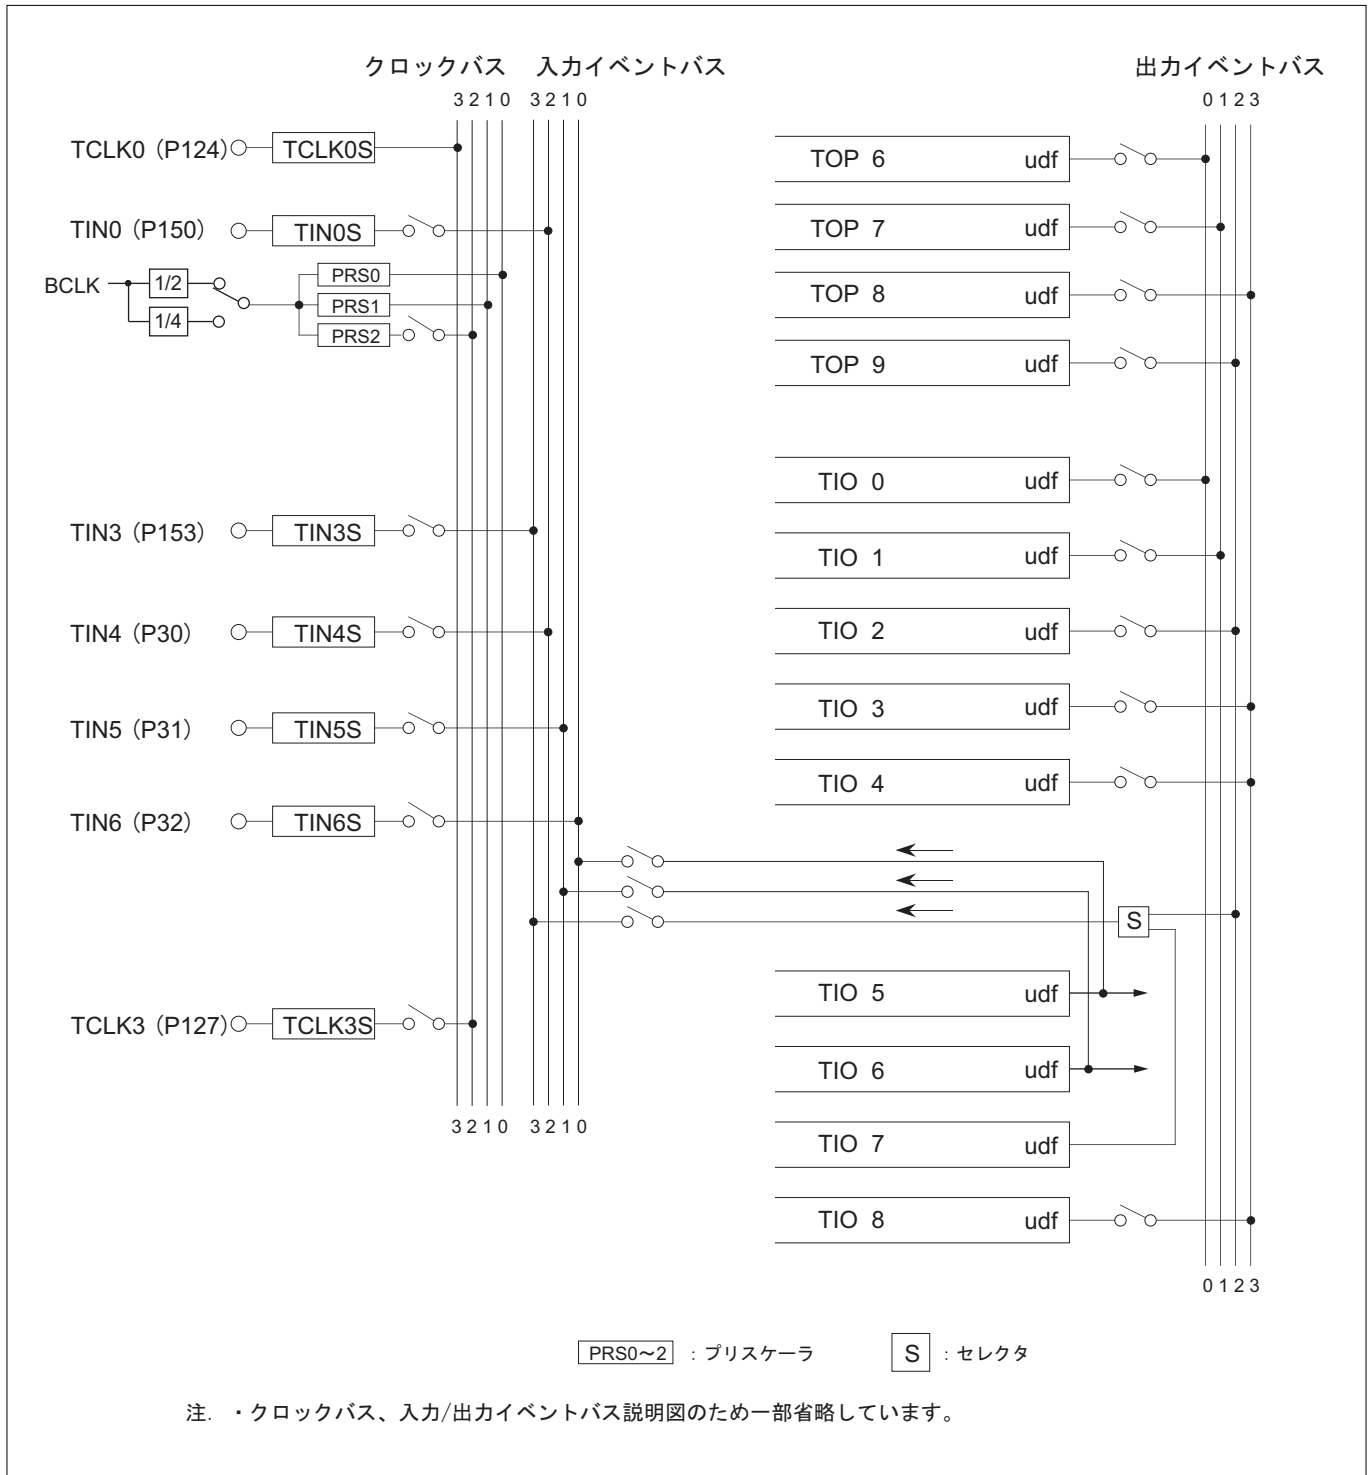 クロックバス 入力イベントバス 出力イベントバス
3 2 1 0 3 2 1 0 0 1 2 3
TCLK0 (P124) TCLK0S TOP 6 udf
TIN0 (P150) TIN0S TOP 7 udf
PRS0
BCLK 1/2 TOP 8 udf
PRS1
1/4
PRS2
TOP 9 udf
TIO 0 udf
TIN3 (P153) TIN3S
TIO 1 udf
TIN4 (P30) TIN4S TIO 2 udf
TIN5 (P31) TIN5S TIO 3 udf
TIO 4 udf
TIN6 (P32) TIN6S
S
TIO 5 udf
TCLK3 (P127) TCLK3S
TIO 6 udf
3 2 1 0 3 2 1 0
TIO 7 udf
TIO 8 udf
0 1 2 3
PRS0〜2 : プリスケーラ S : セレクタ
注. ・クロックバス、入力/出力イベントバス説明図のため一部省略しています。